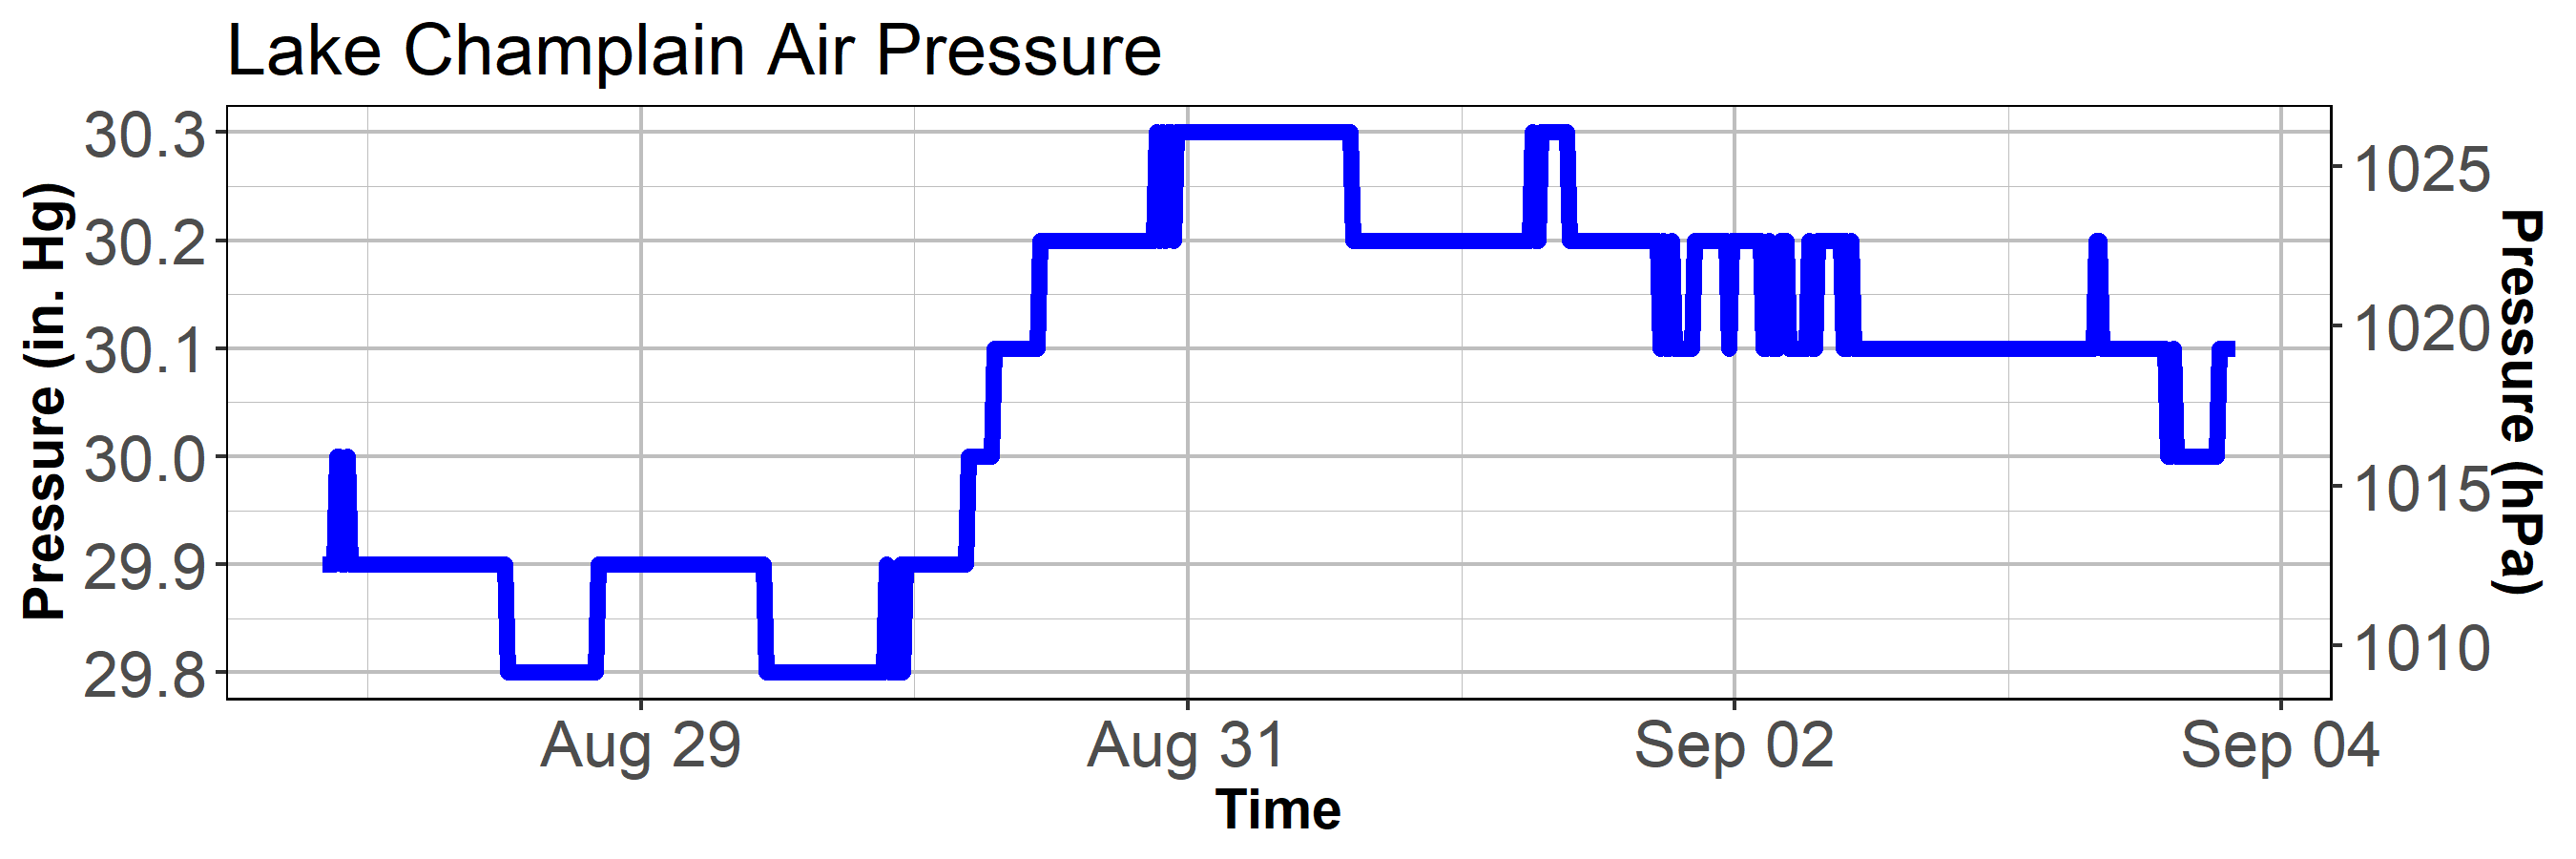 Lake Champlain Air Pressure
Pressure (in. Hg)
30.3
30.2
30.1
30.0
29.9
29.8
1025
1020
1015
1010
Pressure (hPa)
Aug 29
Aug 31
Sep 02
Sep 04
Time